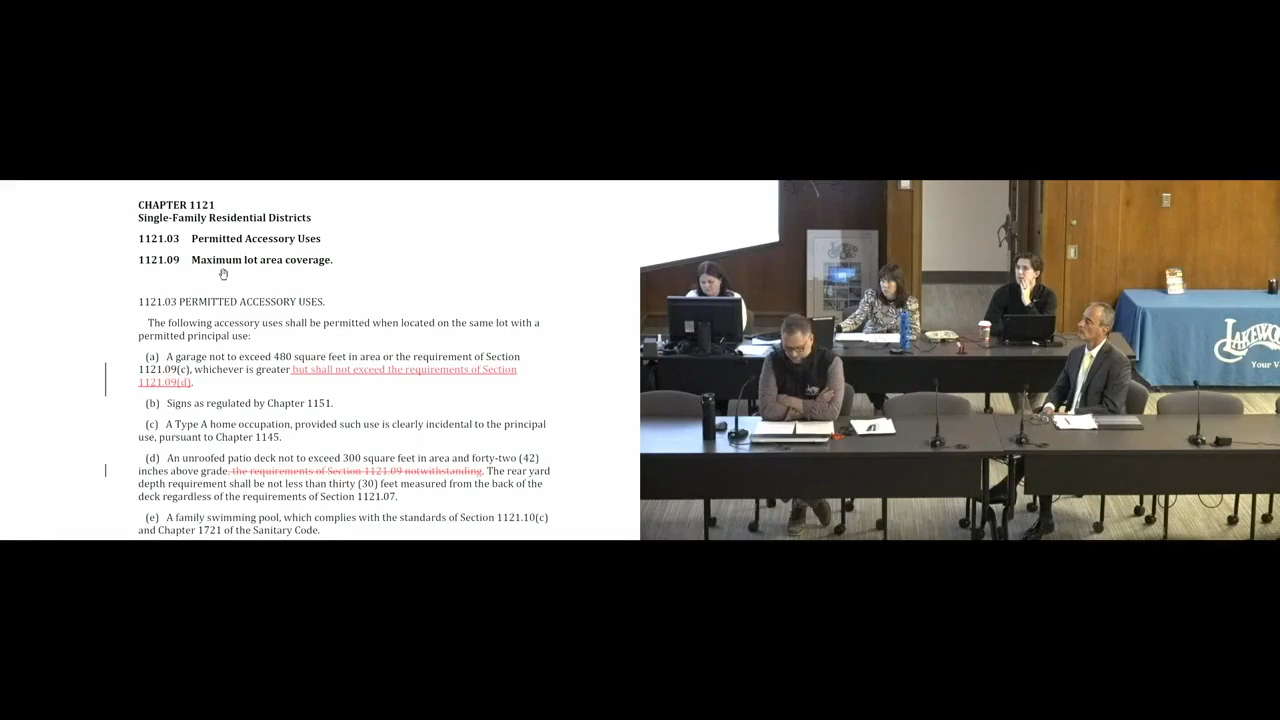 CHAPTER 1121
Single-Family Residential Districts
1121.03 Permitted Accessory Uses
1121.09 Maximum lot area coverage.
1121.03 PERMITTED ACCESSORY USES.
The following accessory uses shall be permitted when located on the same lot with a
permitted principal use:
(a) A garage not to exceed 480 square feet in area or the requirement of Section
1121.09(c), whichever is greater but shall not exceed the requirements of Section
1121.09(d).
(b) Signs as regulated by Chapter 1151.
(c) A Type A home occupation, provided such use is clearly incidental to the principal
use, pursuant to Chapter 1145.
(d) An unroofed patio deck not to exceed 300 square feet in area and forty-two (42)
inches above grade, the requirements of Section 1121.09 notwithstanding. The rear yard
depth requirement shall be not less than thirty (30) feet measured from the back of the
deck regardless of the requirements of Section 1121.07.
(e) A family swimming pool, which complies with the standards of Section 1121.10(c)
and Chapter 1721 of the Sanitary Code.
Your